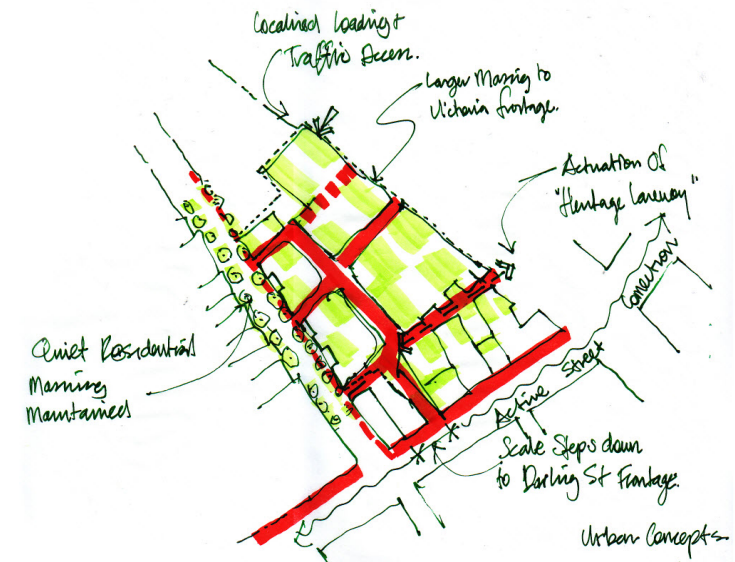 Localised Loading &
Traffic Access.
Larger Massing to
Victoria frontage.
Actuation Of
"Heritage Laneway"
Quiet Residential
Massing
Maintained
Active Street Connection
Scale Steps down
to Darling St Frontage.
Urban Concepts